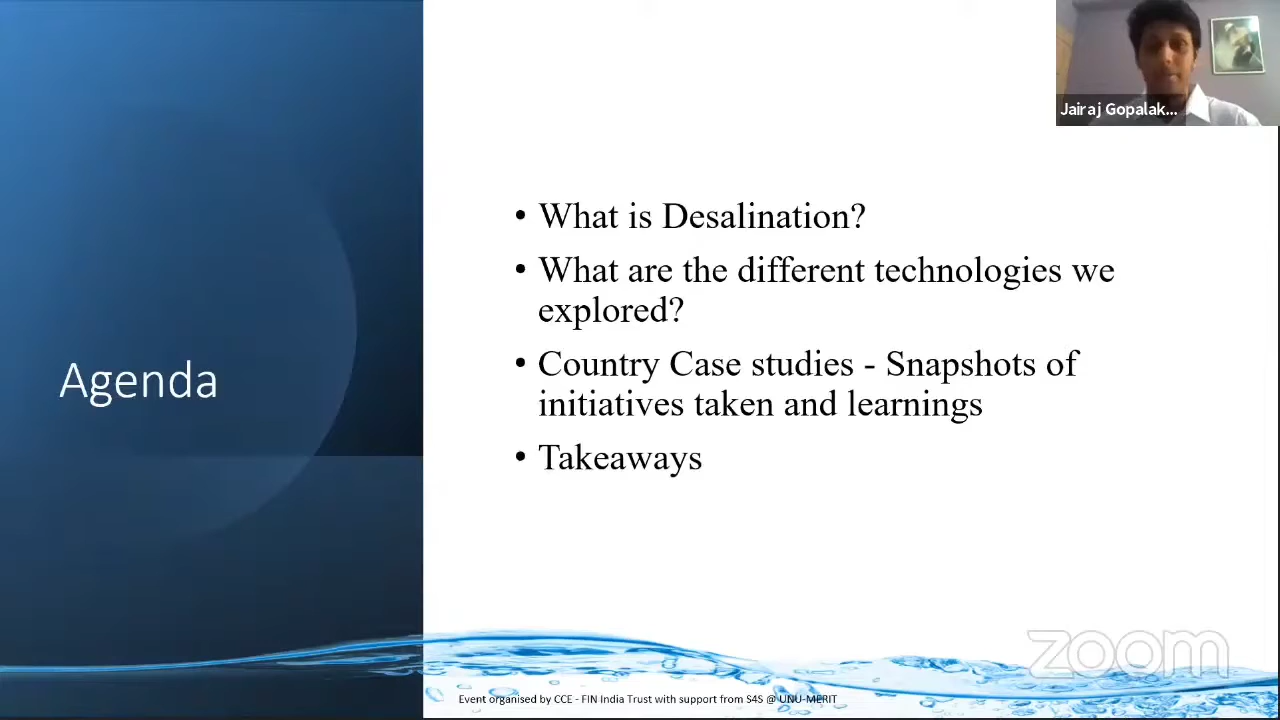 Jairaj Gopalak...
• What is Desalination?
• What are the different technologies we
explored?
• Country Case studies - Snapshots of
initiatives taken and learnings
• Takeaways
Agenda
zoom
Event organised by CCE - FIN India Trust with support from S4S @ UNU-MERIT